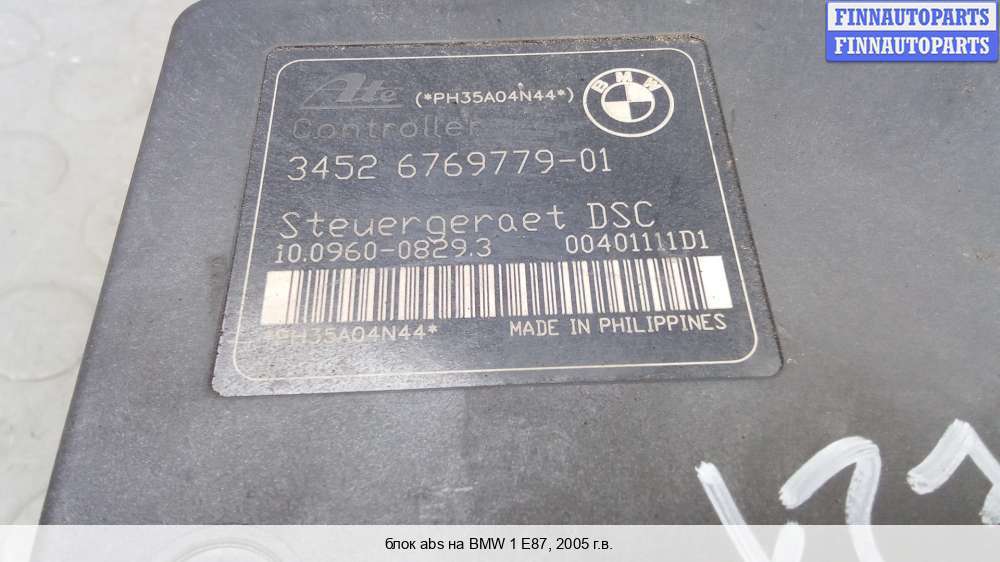 FINNAUTOPARTS
FINNAUTOPARTS
Ate (*PH35A04N44*)
BMW
Controller
3452 6769779-01
Steuergeraet DSC
10.0960-0829.3 00401111D1
*PH35A04N44* MADE IN PHILIPPINES
блок abs на BMW 1 E87, 2005 г.в.